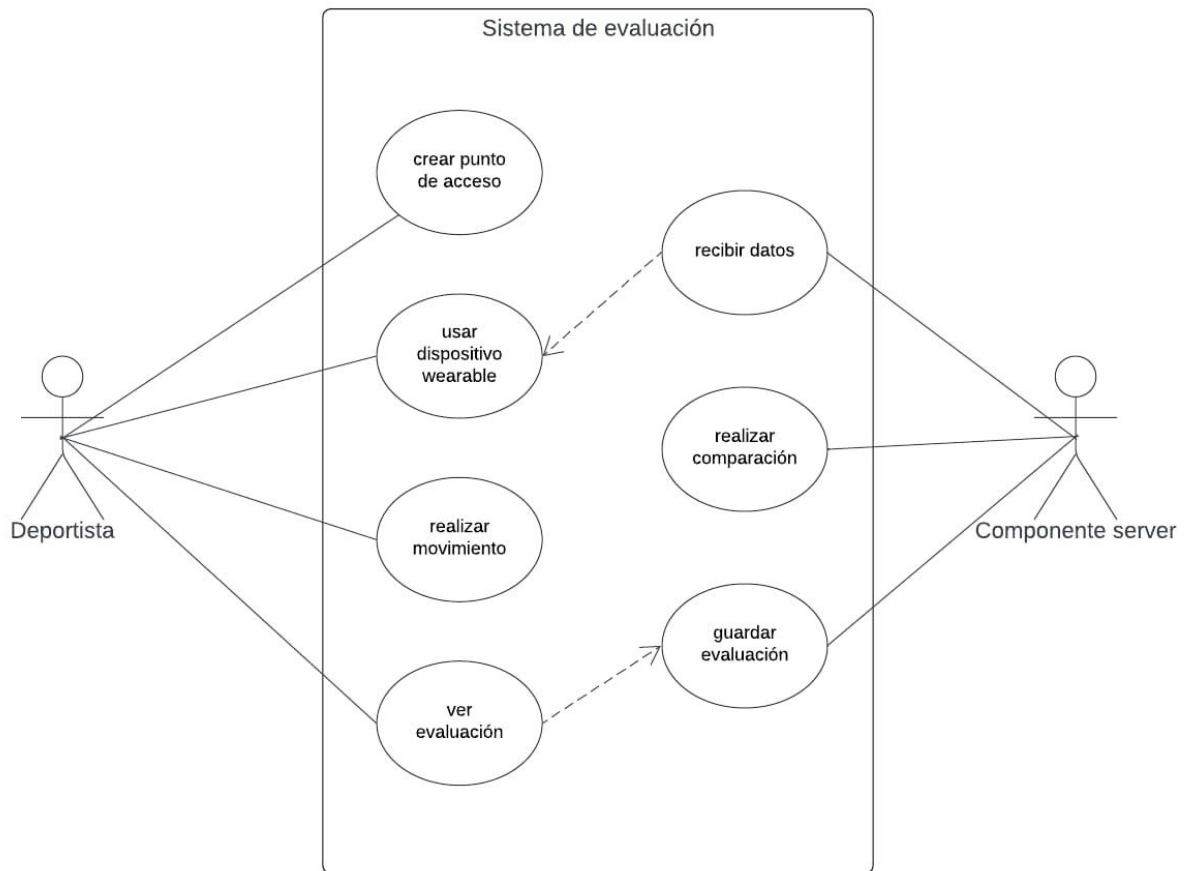 Sistema de evaluación
crear punto
de acceso
recibir datos
usar
dispositivo
wearable
realizar
comparación
realizar
movimiento
Deportista
Componente server
guardar
evaluación
ver
evaluación